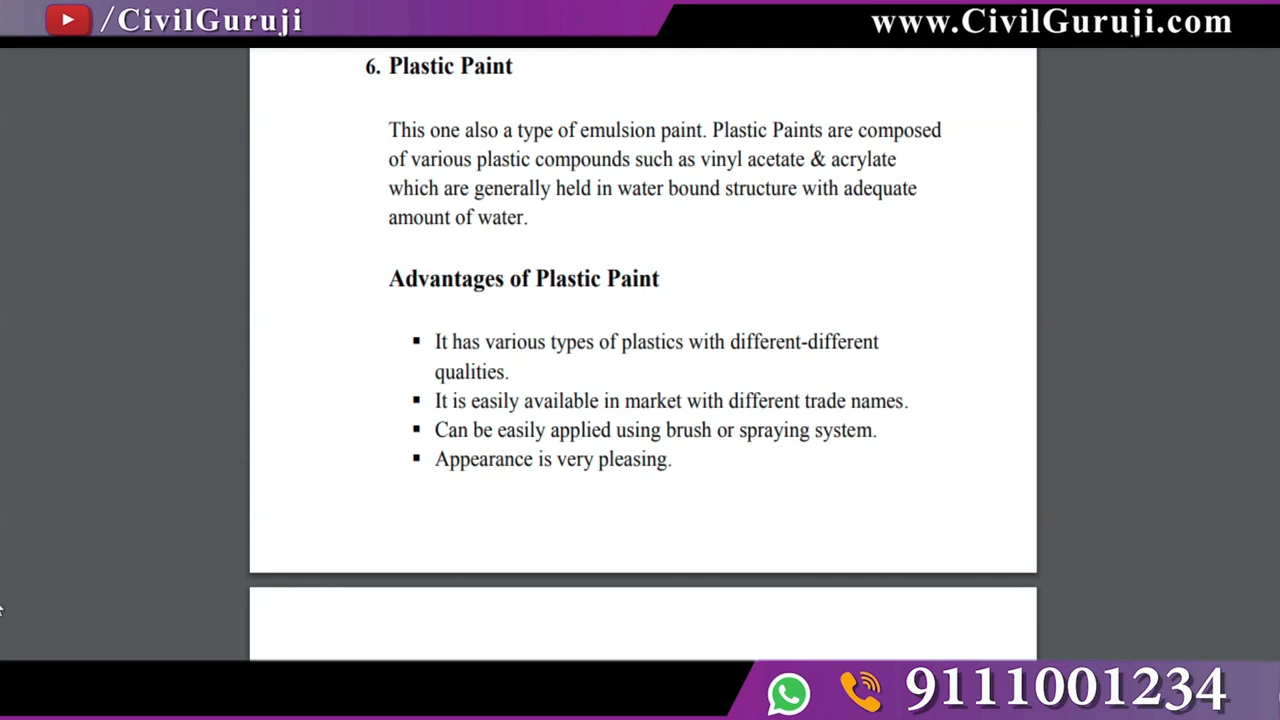 /CivilGuruji
www.CivilGuruji.com
6. Plastic Paint
This one also a type of emulsion paint. Plastic Paints are composed
of various plastic compounds such as vinyl acetate & acrylate
which are generally held in water bound structure with adequate
amount of water.
Advantages of Plastic Paint
▪ It has various types of plastics with different-different
qualities.
▪ It is easily available in market with different trade names.
▪ Can be easily applied using brush or spraying system.
▪ Appearance is very pleasing.
9111001234